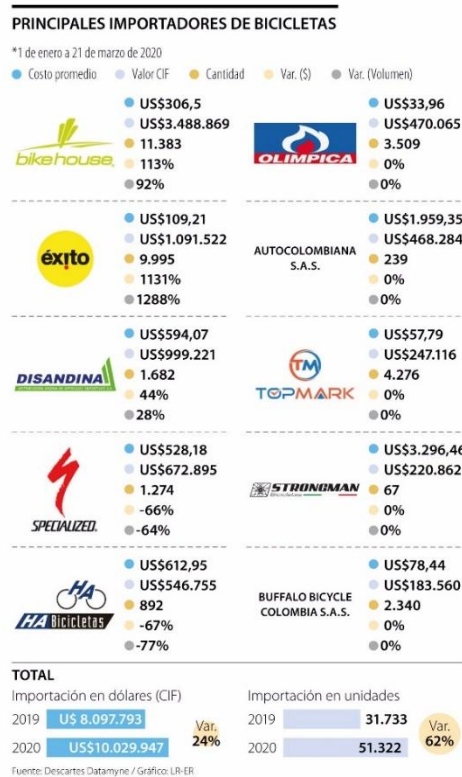 PRINCIPALES IMPORTADORES DE BICICLETAS
*1 de enero a 21 de marzo de 2020
Costo promedio Valor CIF Cantidad Var. ($) Var. (Volumen)
bikehouse
US$306,5
US$3.488.869
11.383
113%
92%
OLIMPICA
US$33,96
US$470.065
3.509
0%
0%
éxito
US$109,21
US$1.091.522
9.995
1131%
1288%
AUTOCOLOMBIANA
S.A.S.
US$1.959,35
US$468.284
239
0%
0%
DISANDINA
US$594,07
US$999.221
1.682
44%
28%
TM
TOPMARK
US$57,79
US$247.116
4.276
0%
0%
SPECIALIZED.
US$528,18
US$672.895
1.274
-66%
-64%
STRONGMAN
Bicicletas
US$3.296,46
US$220.862
67
0%
0%
HA
HA Bicicletas
US$612,95
US$546.755
892
-67%
-77%
BUFFALO BICYCLE
COLOMBIA S.A.S.
US$78,44
US$183.560
2.340
0%
0%
TOTAL
Importación en dólares (CIF)
2019 U$ 8.097.793
2020 US$10.029.947
Var.
24%
Importación en unidades
2019 31.733
2020 51.322
Var.
62%
Fuente: Descartes Datamyne / Gráfico: LR-ER